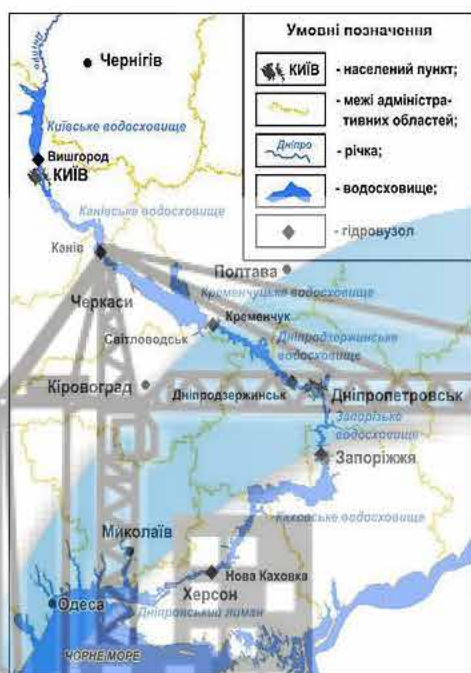 Дніпро
Чернігів
Київське водосховище
Вишгород
КИЇВ
Канівське водосховище
Канів
Черкаси
Полтава
Кременчуцьке водосховище
Кременчук
Світловодськ
Дніпродзержинське
водосховище
Кіровоград
Дніпродзержинськ
Дніпропетровськ
Запорізьке
водосховище
Запоріжжя
Каховське водосховище
Миколаїв
Нова Каховка
Херсон
Одеса
Дніпровський лиман
ЧОРНЕ МОРЕ
Умовні позначення
КИЇВ - населений пункт;
- межі адміністра-
тивних областей;
Дніпро - річка;
- водосховище;
- гідровузол